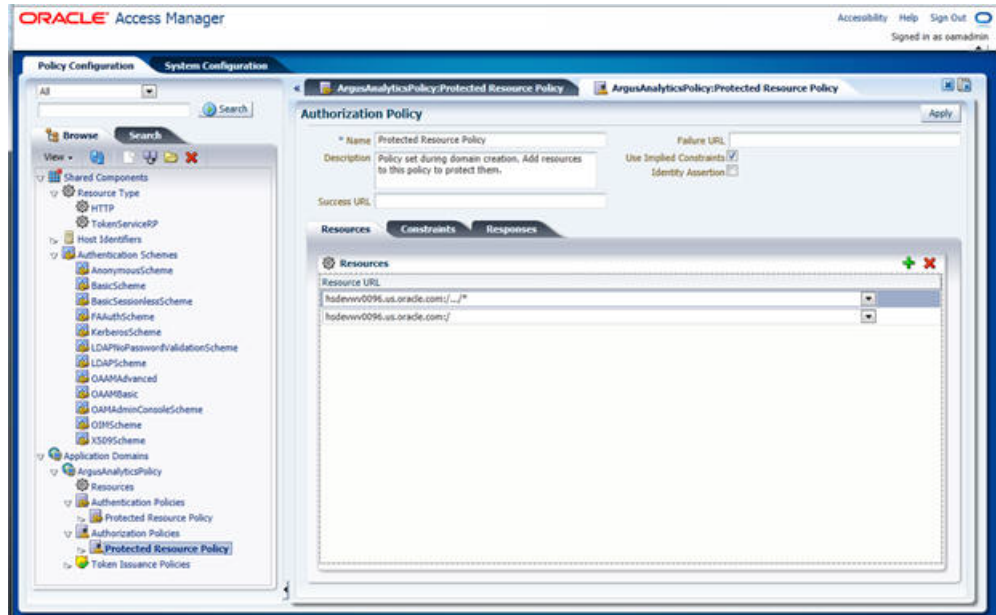 ORACLE Access Manager
Accessibility Help Sign Out
Signed in as oamadmin
Policy Configuration System Configuration
All
Search
Browse Search
View
Shared Components
Resource Type
HTTP
TokenServiceRP
Host Identifiers
Authentication Schemes
AnonymousScheme
BasicScheme
BasicSessionlessScheme
FAAuthScheme
KerberosScheme
LDAPNoPasswordValidationScheme
LDAPScheme
OAAMAdvanced
OAAMBasic
OAMAdminConsoleScheme
OIMScheme
X509Scheme
Application Domains
ArgusAnalyticsPolicy
Resources
Authentication Policies
Protected Resource Policy
Authorization Policies
Protected Resource Policy
Token Issuance Policies
ArgusAnalyticsPolicy:Protected Resource Policy ArgusAnalyticsPolicy:Protected Resource Policy
Authorization Policy Apply
* Name Protected Resource Policy
Description Policy set during domain creation. Add resources
to this policy to protect them.
Success URL
Failure URL
Use Implied Constraints
Identity Assertion
Resources Constraints Responses
Resources
Resource URL
hsdevwv0096.us.oracle.com:/.../*
hsdevwv0096.us.oracle.com:/